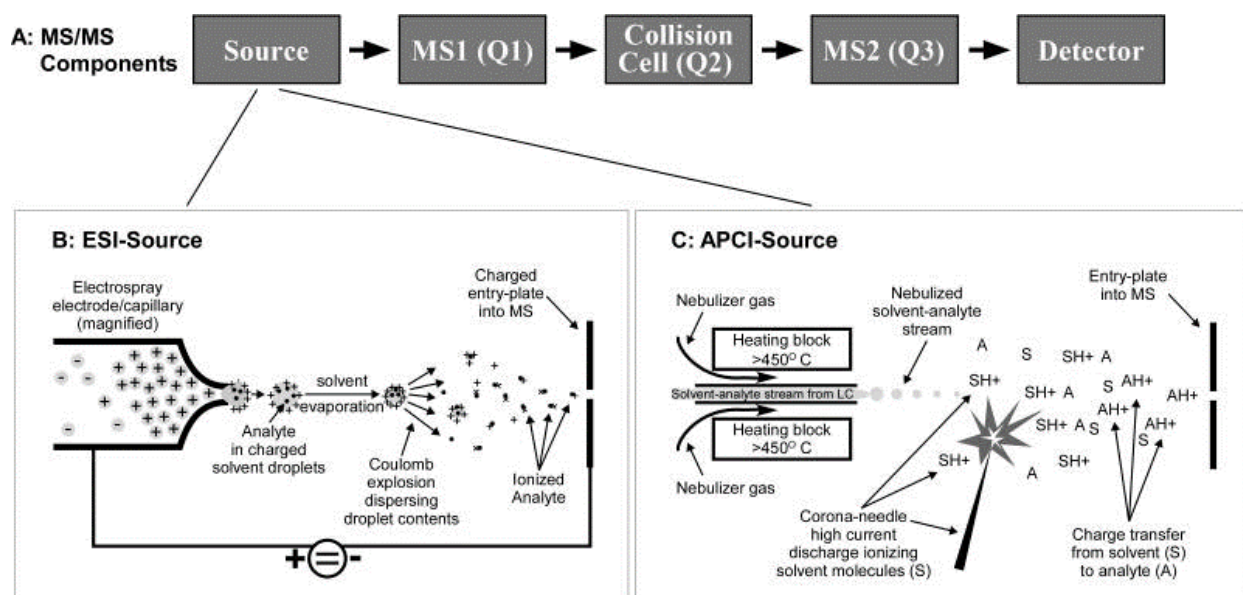 A: MS/MS
Components
Source
MS1 (Q1)
Collision
Cell (Q2)
MS2 (Q3)
Detector
B: ESI-Source
Electrospray
electrode/capillary
(magnified)
Charged
entry-plate
into MS
solvent
evaporation
Analyte
in charged
solvent droplets
Coulomb
explosion
dispersing
droplet contents
Ionized
Analyte
C: APCI-Source
Nebulizer gas
Heating block
>450⁰ C
Solvent-analyte stream from LC
Heating block
>450⁰ C
Nebulizer gas
Nebulized
solvent-analyte
stream
Entry-plate
into MS
A
S
SH+
A
SH+
SH+
A
S
AH+
AH+
AH+
SH+
A
S
S
AH+
SH+
A
SH+
Corona-needle
high current
discharge ionizing
solvent molecules (S)
Charge transfer
from solvent (S)
to analyte (A)